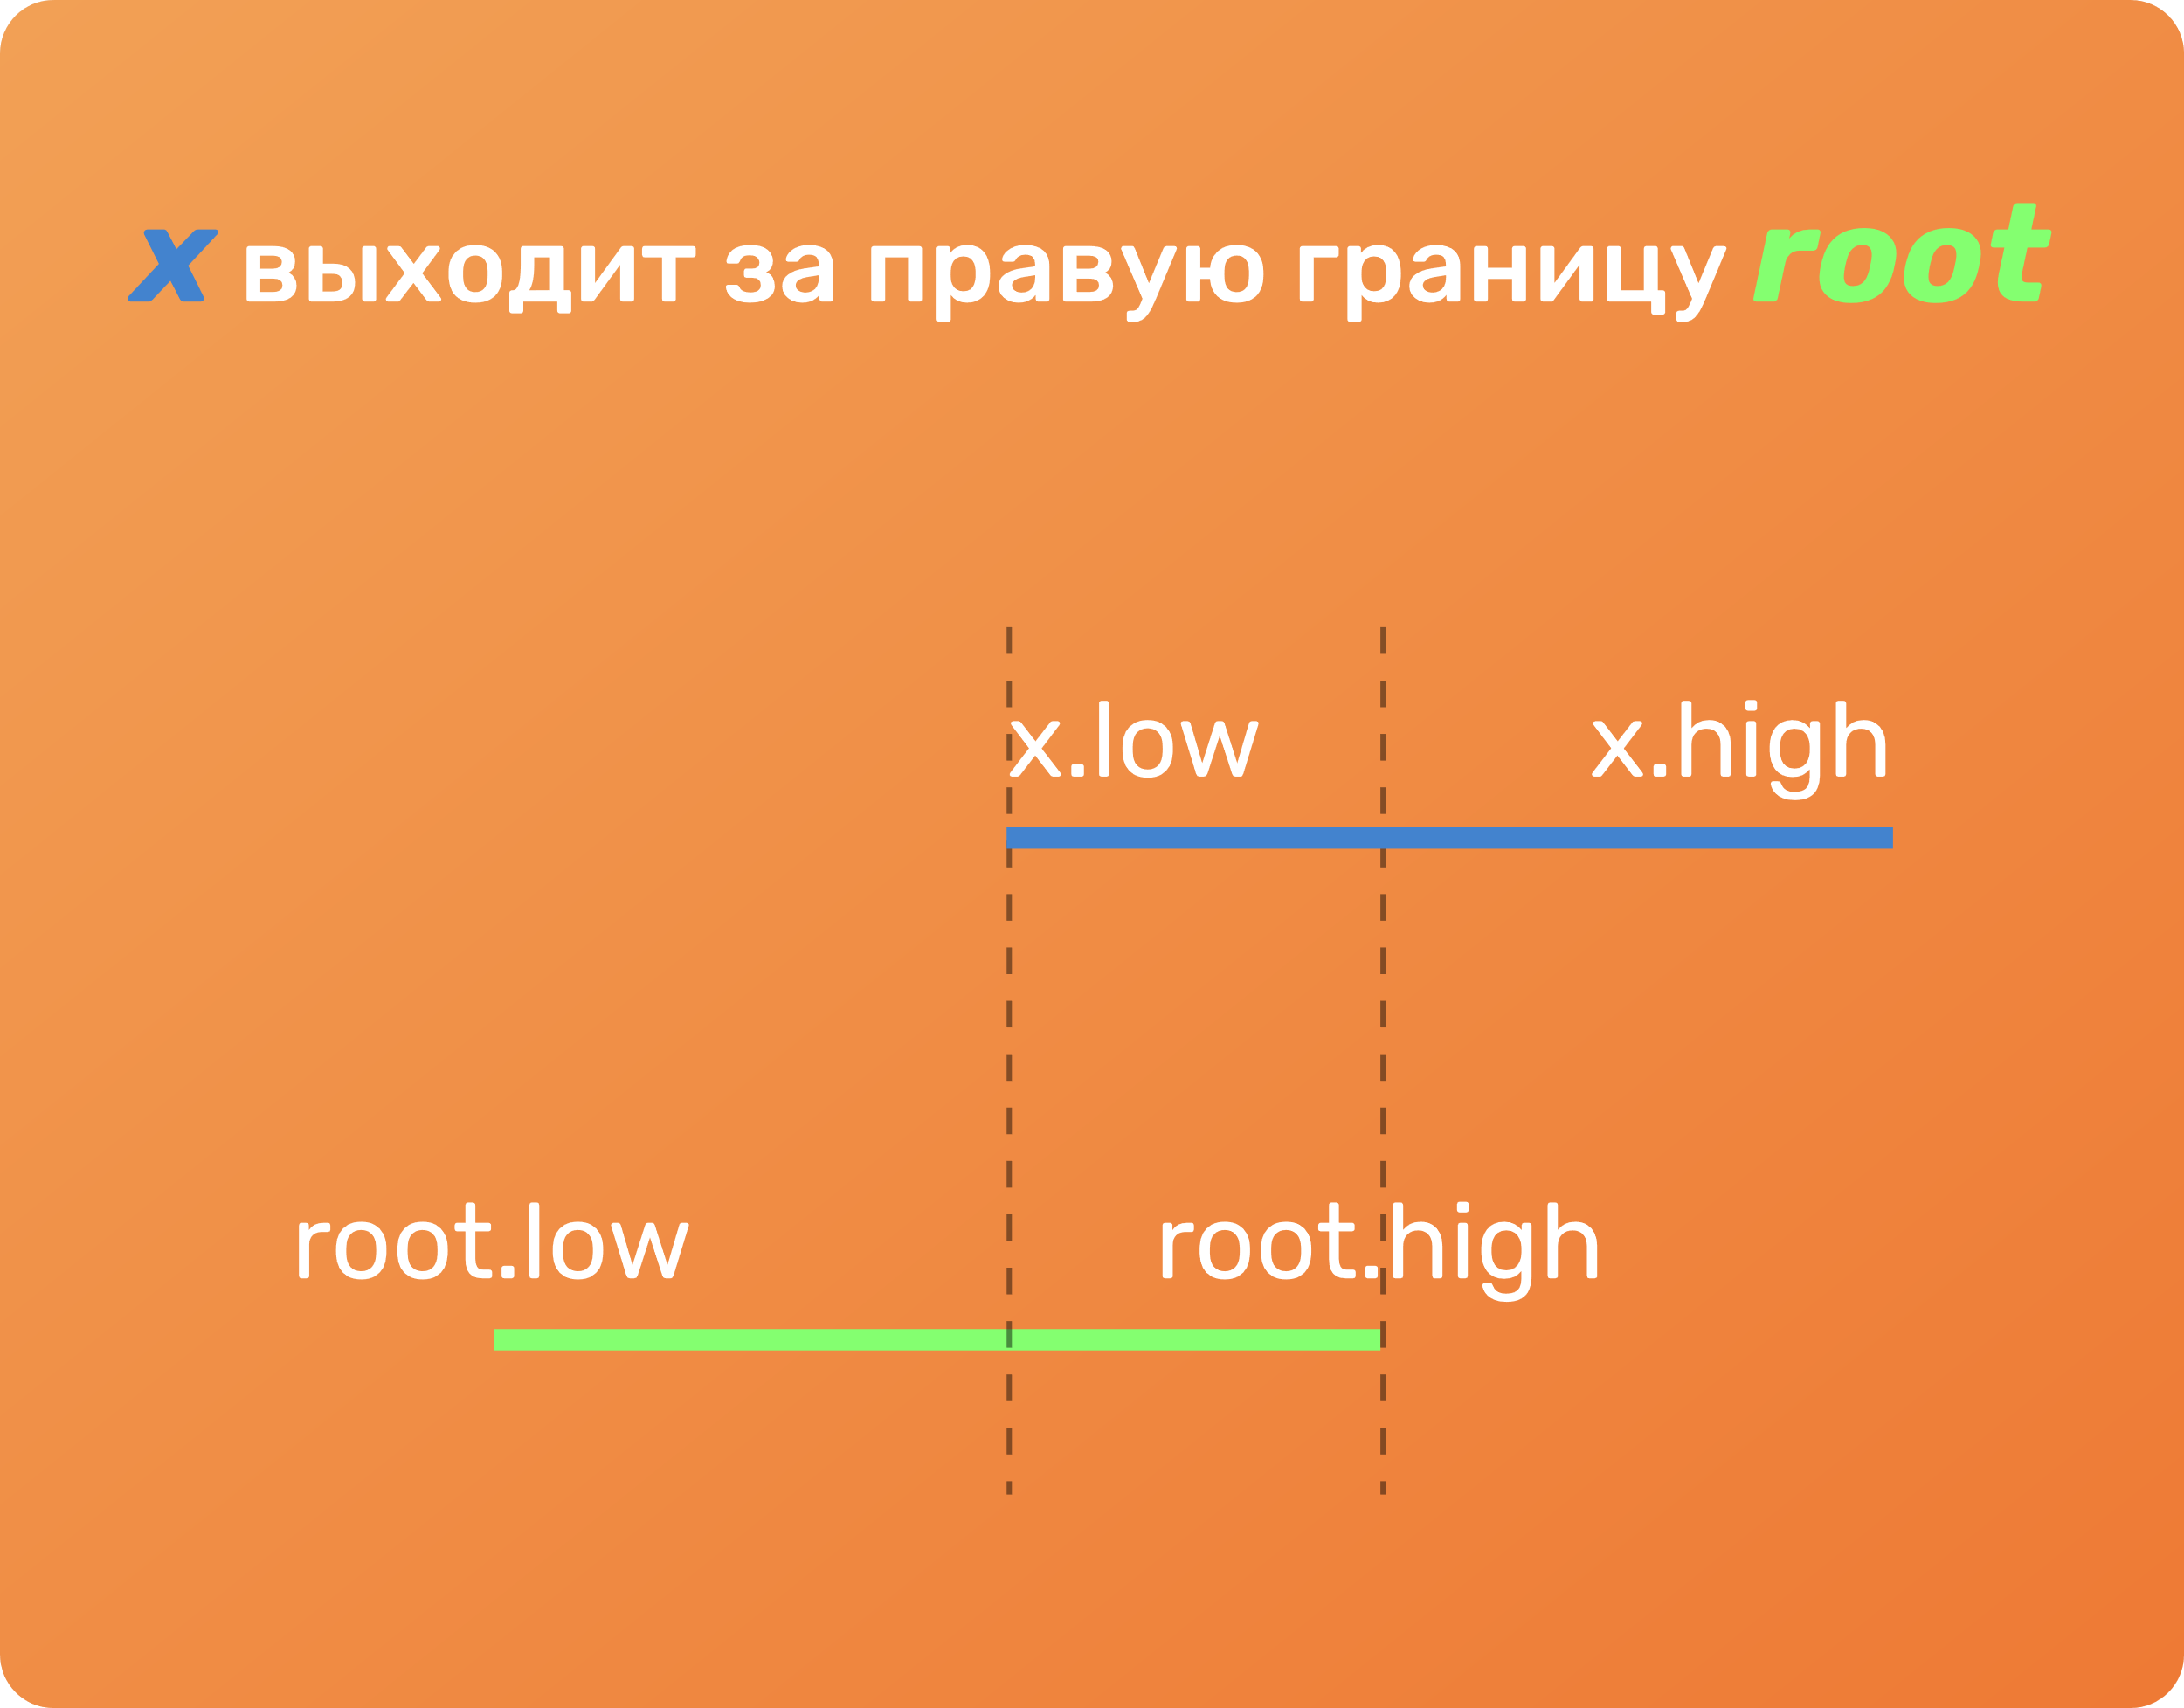 x выходит за правую границу root
x.low x.high
root.low root.high